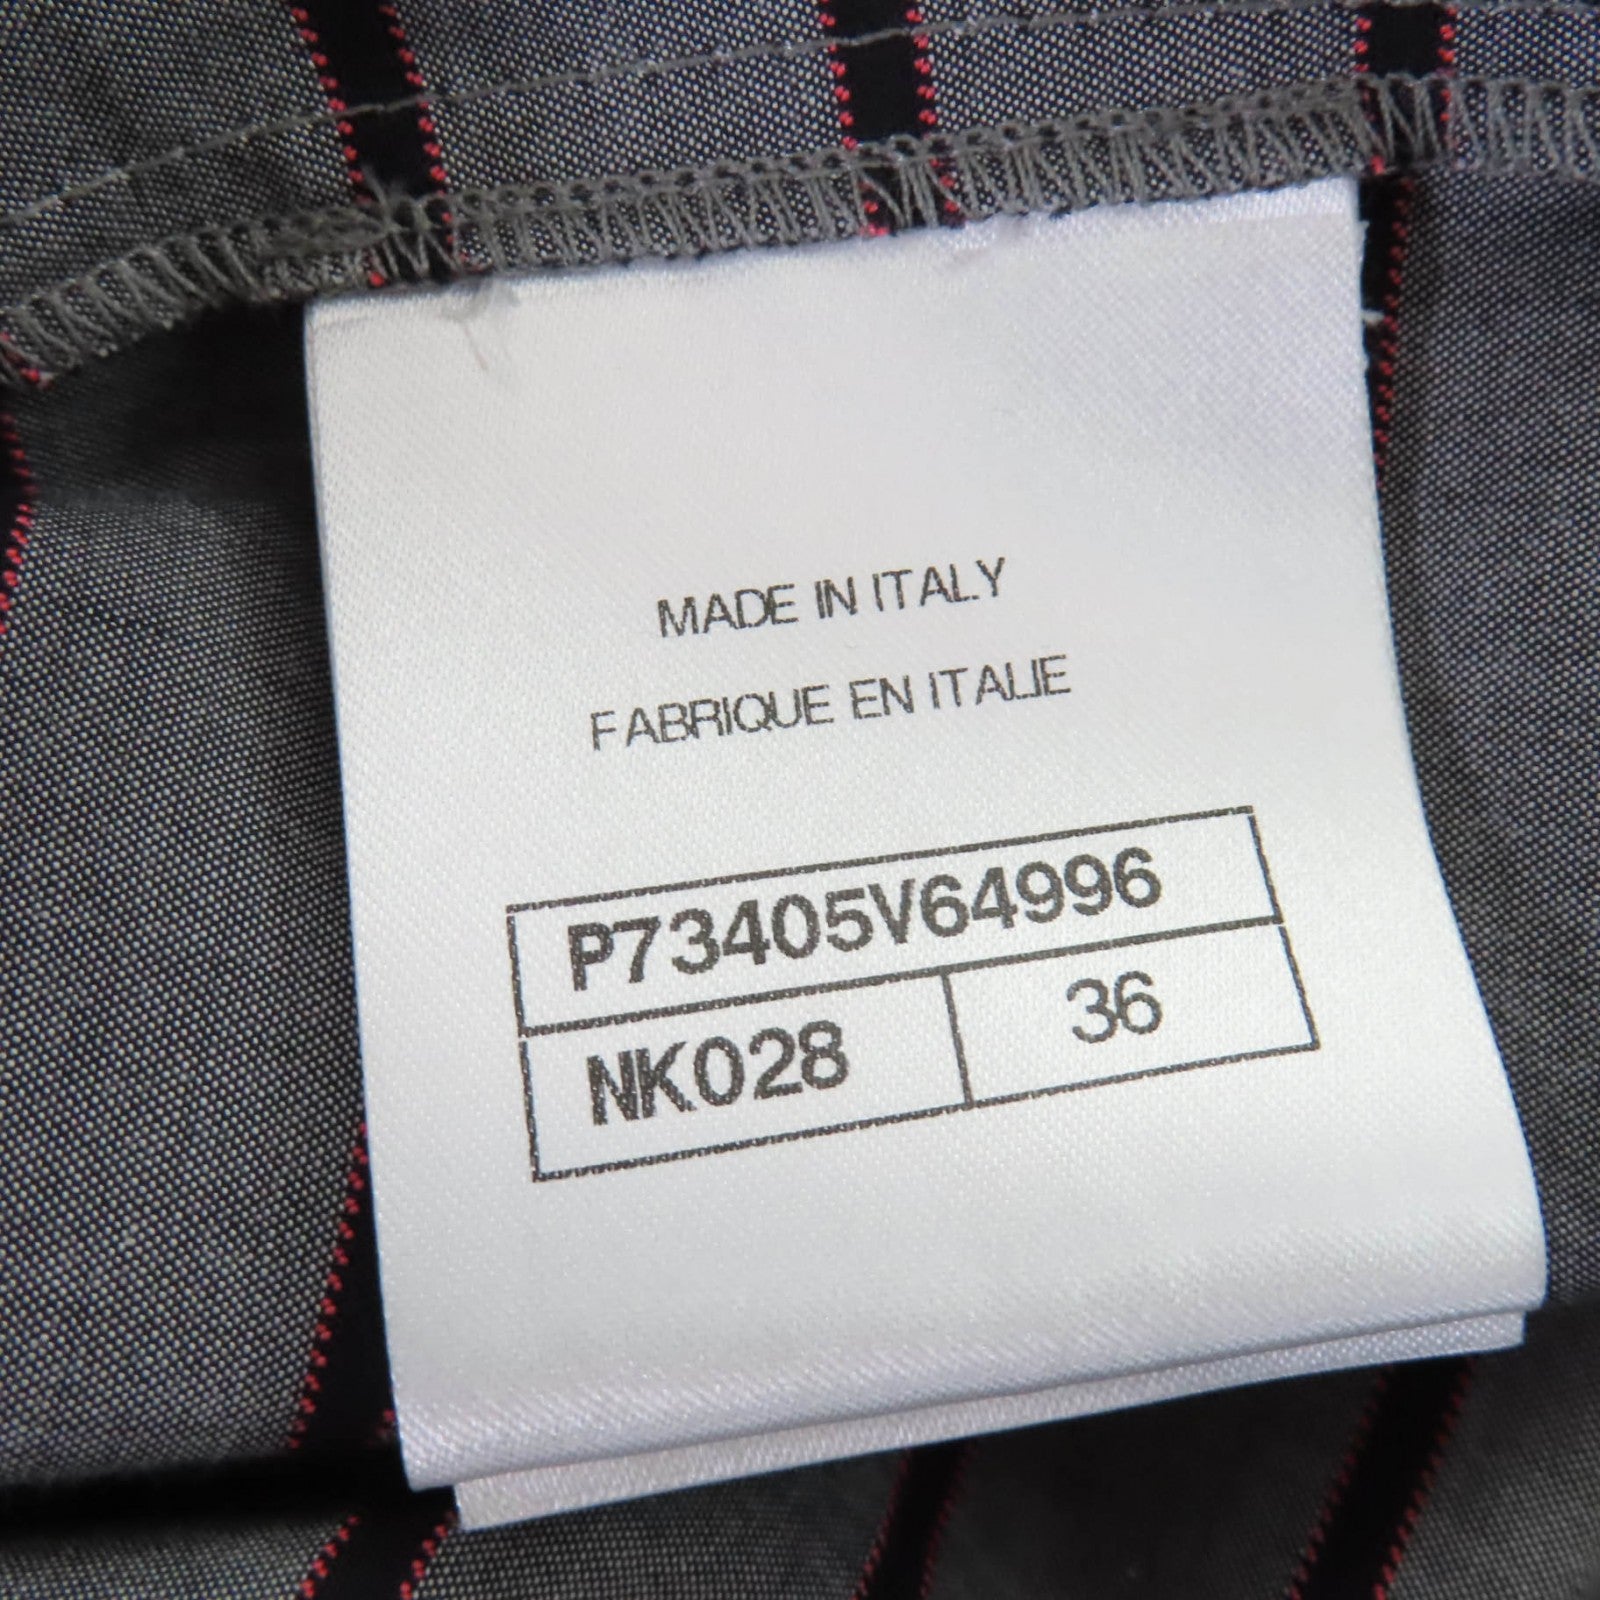 MADE IN ITALY
FABRIQUE EN ITALIE
P73405V64996
NK028 36